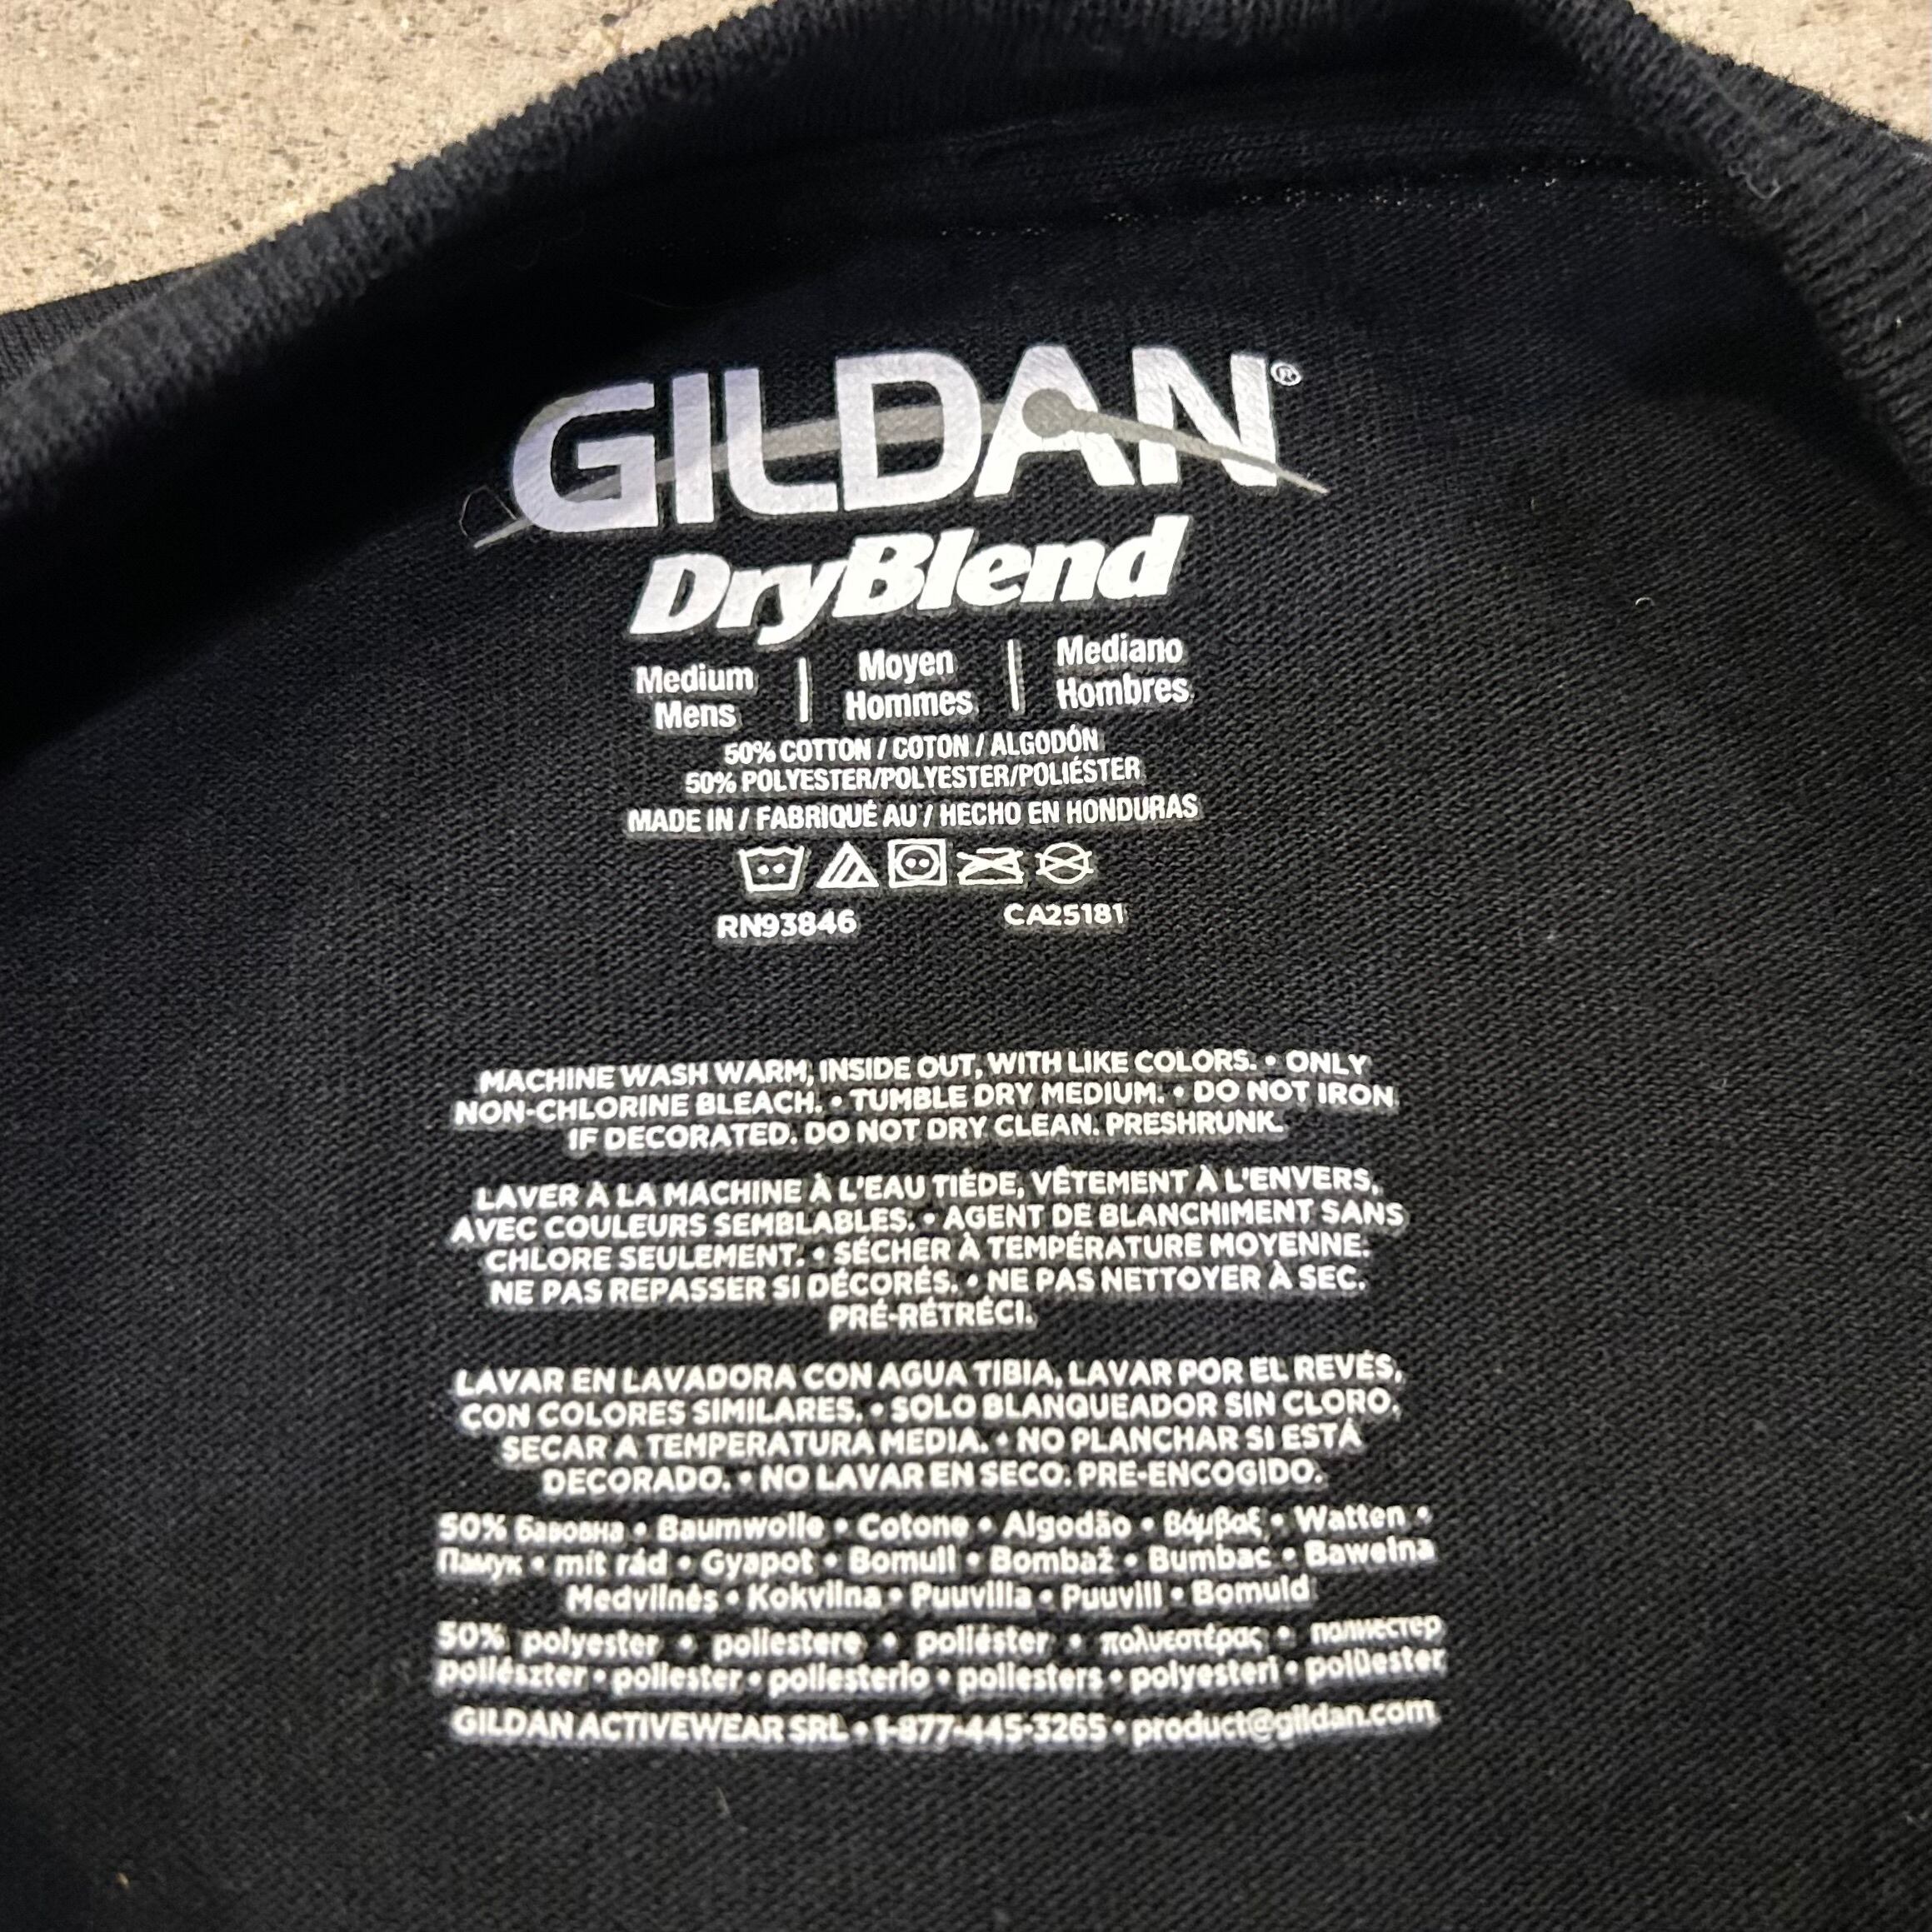 GILDAN®
DryBlend
Medium | Moyen | Mediano
Mens | Hommes | Hombres
50% COTTON / COTON / ALGODÓN
50% POLYESTER/POLYESTER/POLIÉSTER
MADE IN / FABRIQUÉ AU / HECHO EN HONDURAS
RN93846 CA25181
MACHINE WASH WARM, INSIDE OUT, WITH LIKE COLORS. • ONLY
NON-CHLORINE BLEACH. • TUMBLE DRY MEDIUM. • DO NOT IRON
IF DECORATED. DO NOT DRY CLEAN. PRESHRUNK.
LAVER À LA MACHINE À L'EAU TIÈDE, VÊTEMENT À L'ENVERS,
AVEC COULEURS SEMBLABLES. • AGENT DE BLANCHIMENT SANS
CHLORE SEULEMENT. • SÉCHER À TEMPÉRATURE MOYENNE.
NE PAS REPASSER SI DÉCORÉS. • NE PAS NETTOYER À SEC.
PRÉ-RÉTRÉCI.
LAVAR EN LAVADORA CON AGUA TIBIA, LAVAR POR EL REVÉS,
CON COLORES SIMILARES. • SOLO BLANQUEADOR SIN CLORO.
SECAR A TEMPERATURA MEDIA. • NO PLANCHAR SI ESTÁ
DECORADO. • NO LAVAR EN SECO. PRE-ENCOGIDO.
50% бавовна • Baumwolle • Cotone • Algodão • Βάμβαξ • Watten •
Памук • mít rád • Gyapot • Bomull • Bombaž • Bumbac • Bawełna
Medvilnės • Kokvilna • Puuvilla • Puuvill • Bomuld
50% polyester • poliestere • poliéster • πολυεστέρας • полиестер
poliészter • poliester • poliesterio • poliesters • polyesteri • polüester
GILDAN ACTIVEWEAR SRL • 1-877-445-3265 • product@gildan.com